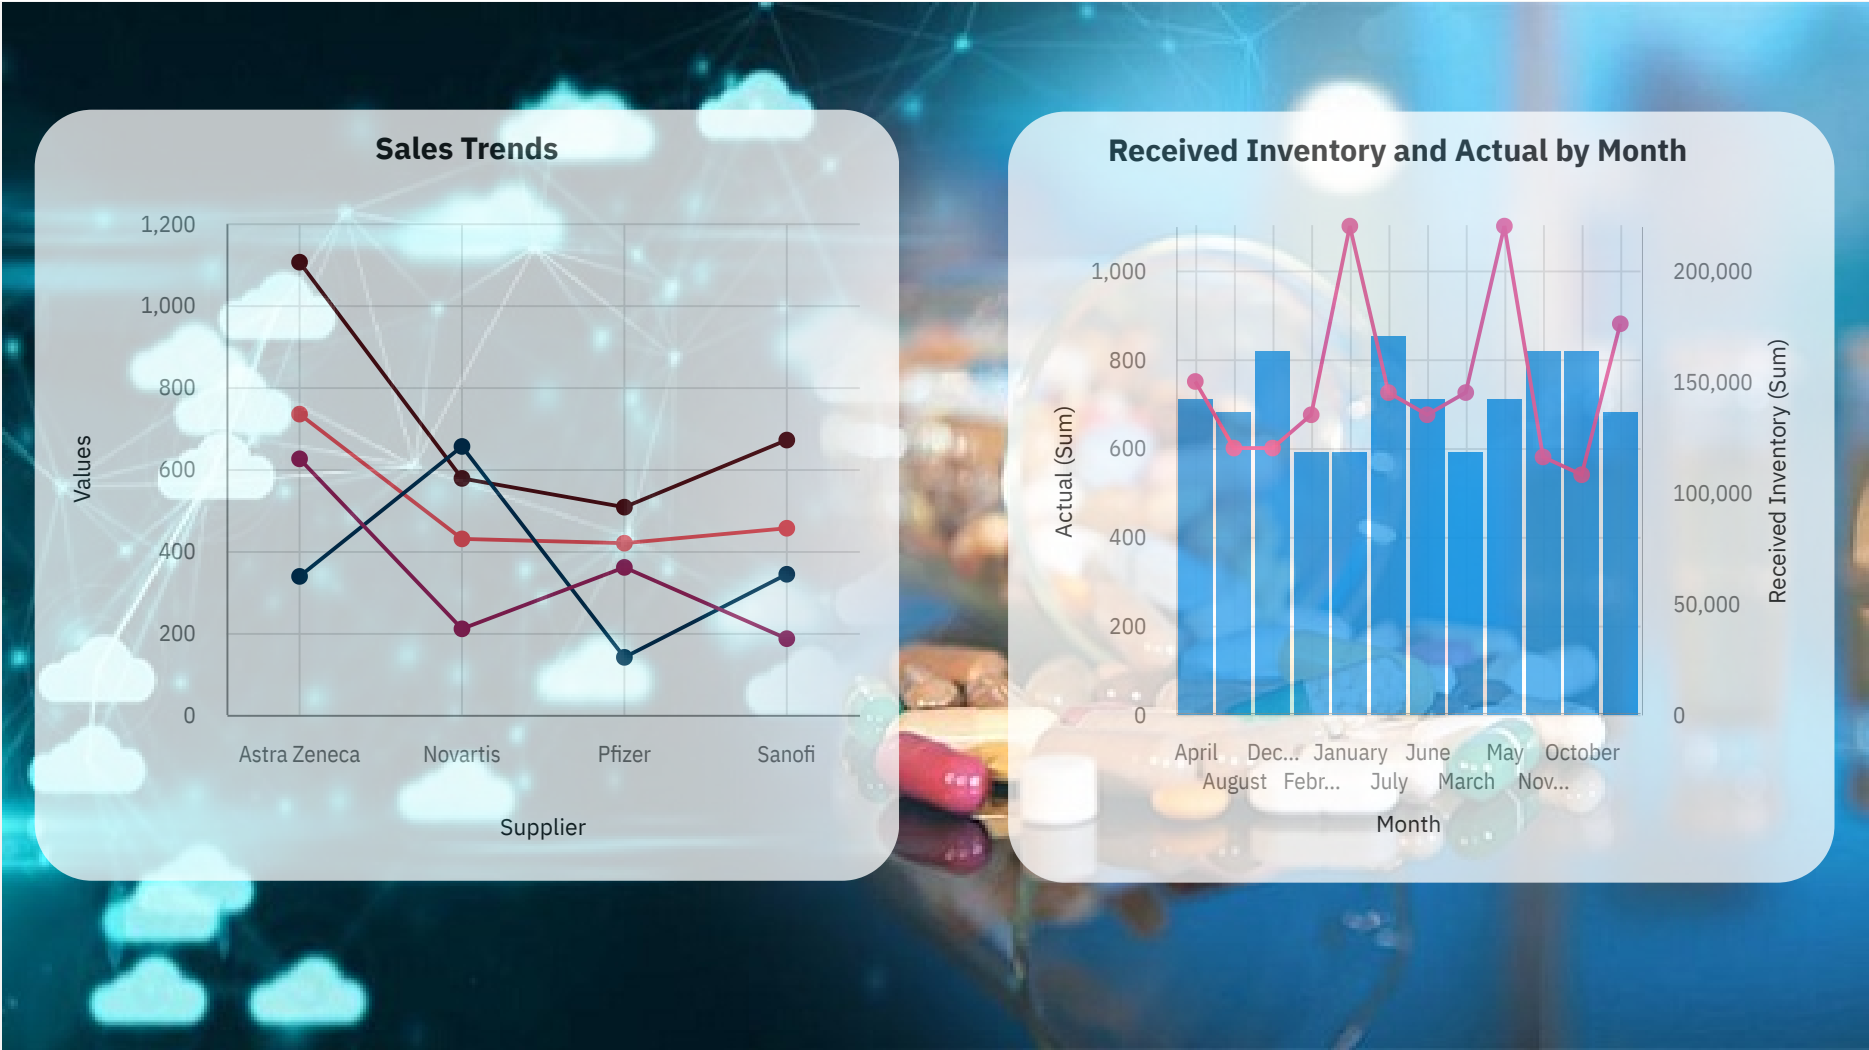 Sales Trends
1,200
1,000
800
600
400
200
0
Values
Astra Zeneca
Novartis
Pfizer
Sanofi
Supplier
Received Inventory and Actual by Month
1,000
800
600
400
200
0
Actual (Sum)
200,000
150,000
100,000
50,000
0
Received Inventory (Sum)
April Dec... January June May October
August Febr... July March Nov...
Month